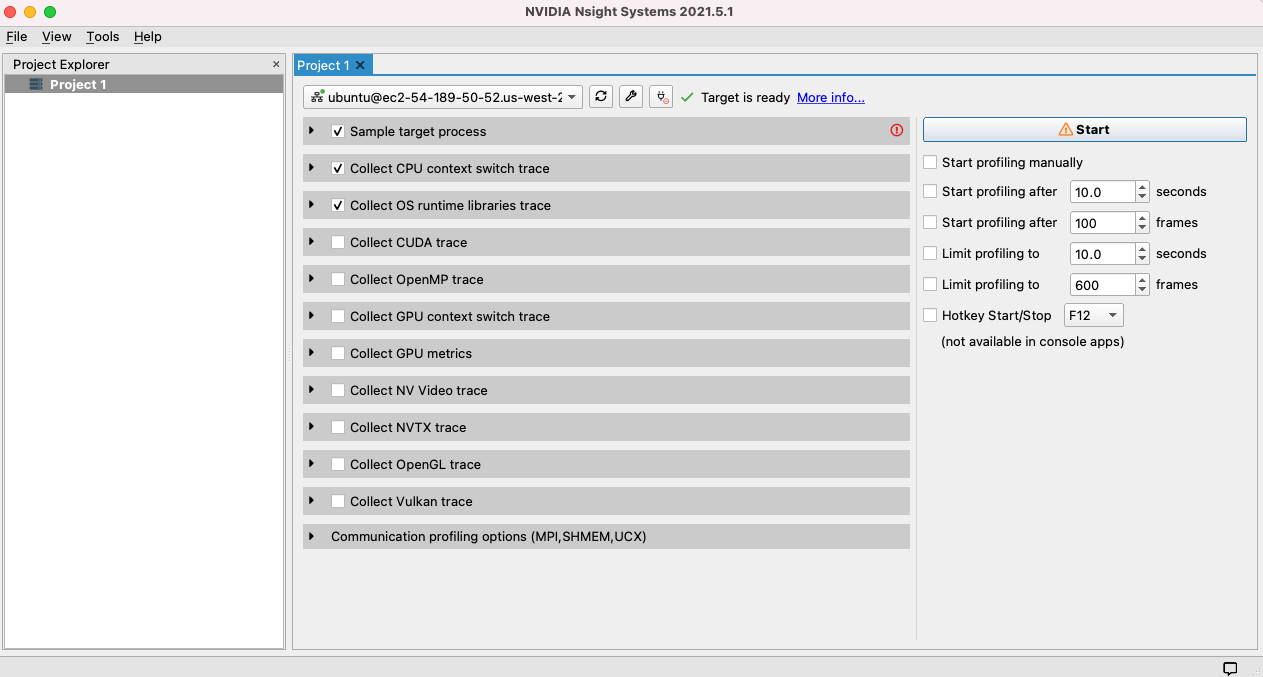 NVIDIA Nsight Systems 2021.5.1
File View Tools Help
Project Explorer
Project 1
Project 1
ubuntu@ec2-54-189-50-52.us-west-2
Target is ready More info...
Sample target process
Collect CPU context switch trace
Collect OS runtime libraries trace
Collect CUDA trace
Collect OpenMP trace
Collect GPU context switch trace
Collect GPU metrics
Collect NV Video trace
Collect NVTX trace
Collect OpenGL trace
Collect Vulkan trace
Communication profiling options (MPI,SHMEM,UCX)
Start
Start profiling manually
Start profiling after 10.0 seconds
Start profiling after 100 frames
Limit profiling to 10.0 seconds
Limit profiling to 600 frames
Hotkey Start/Stop F12
(not available in console apps)